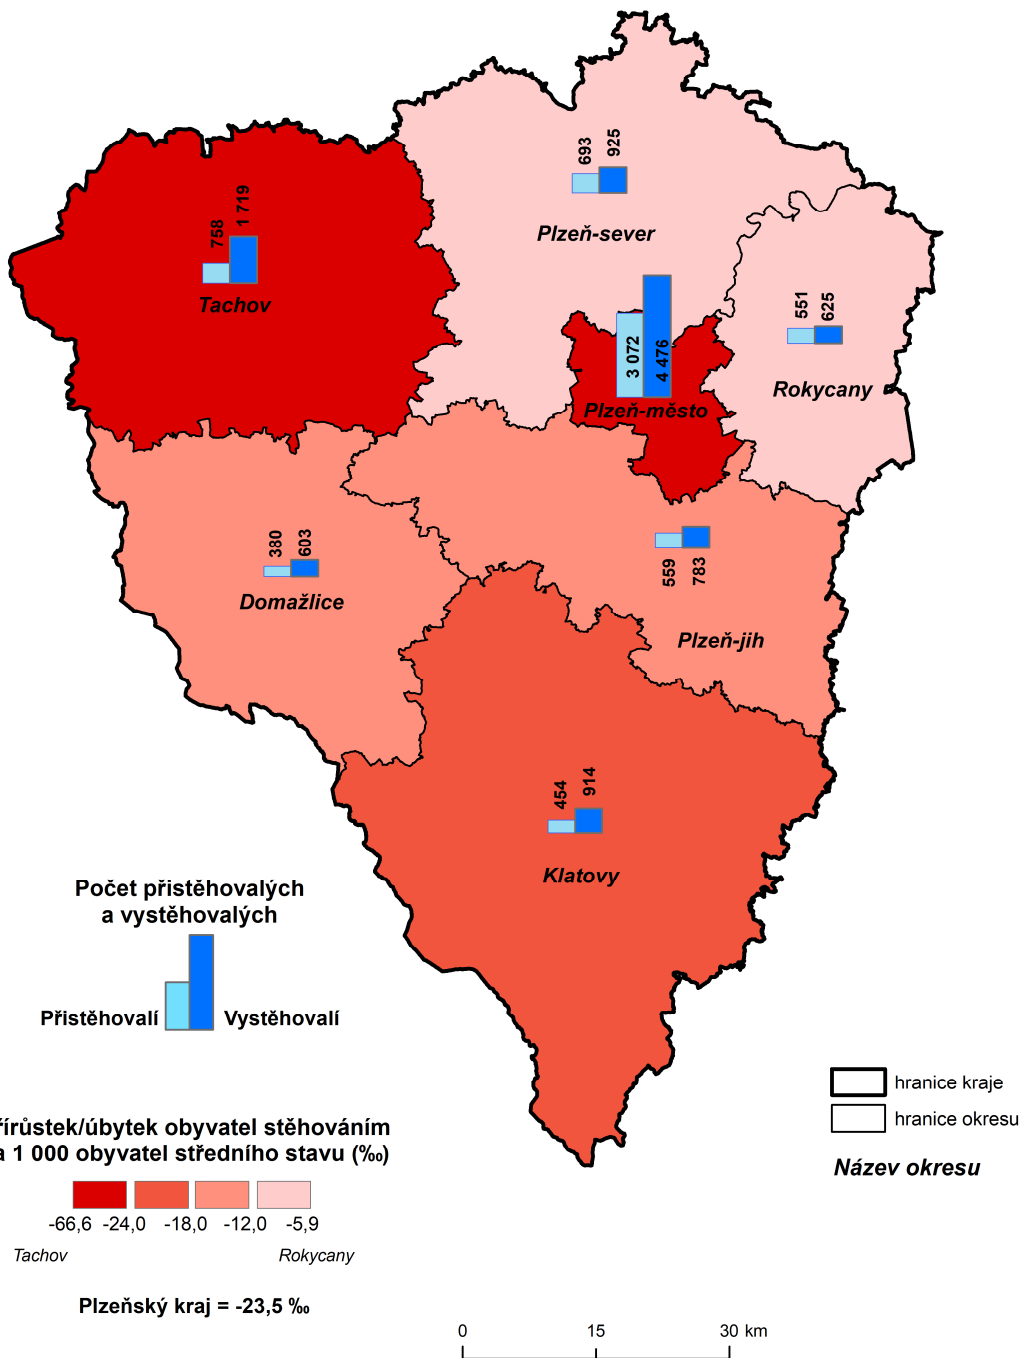 693
925
Plzeň-sever
758
1 719
Tachov
551
625
Rokycany
3 072
4 476
Plzeň-město
380
603
Domažlice
559
783
Plzeň-jih
454
914
Klatovy
Počet přistěhovalých
a vystěhovalých
Přistěhovalí
Vystěhovalí
hranice kraje
hranice okresu
Název okresu
řírůstek/úbytek obyvatel stěhováním
a 1 000 obyvatel středního stavu (‰)
-66,6 -24,0 -18,0 -12,0 -5,9
Tachov Rokycany
Plzeňský kraj = -23,5 ‰
0 15 30 km